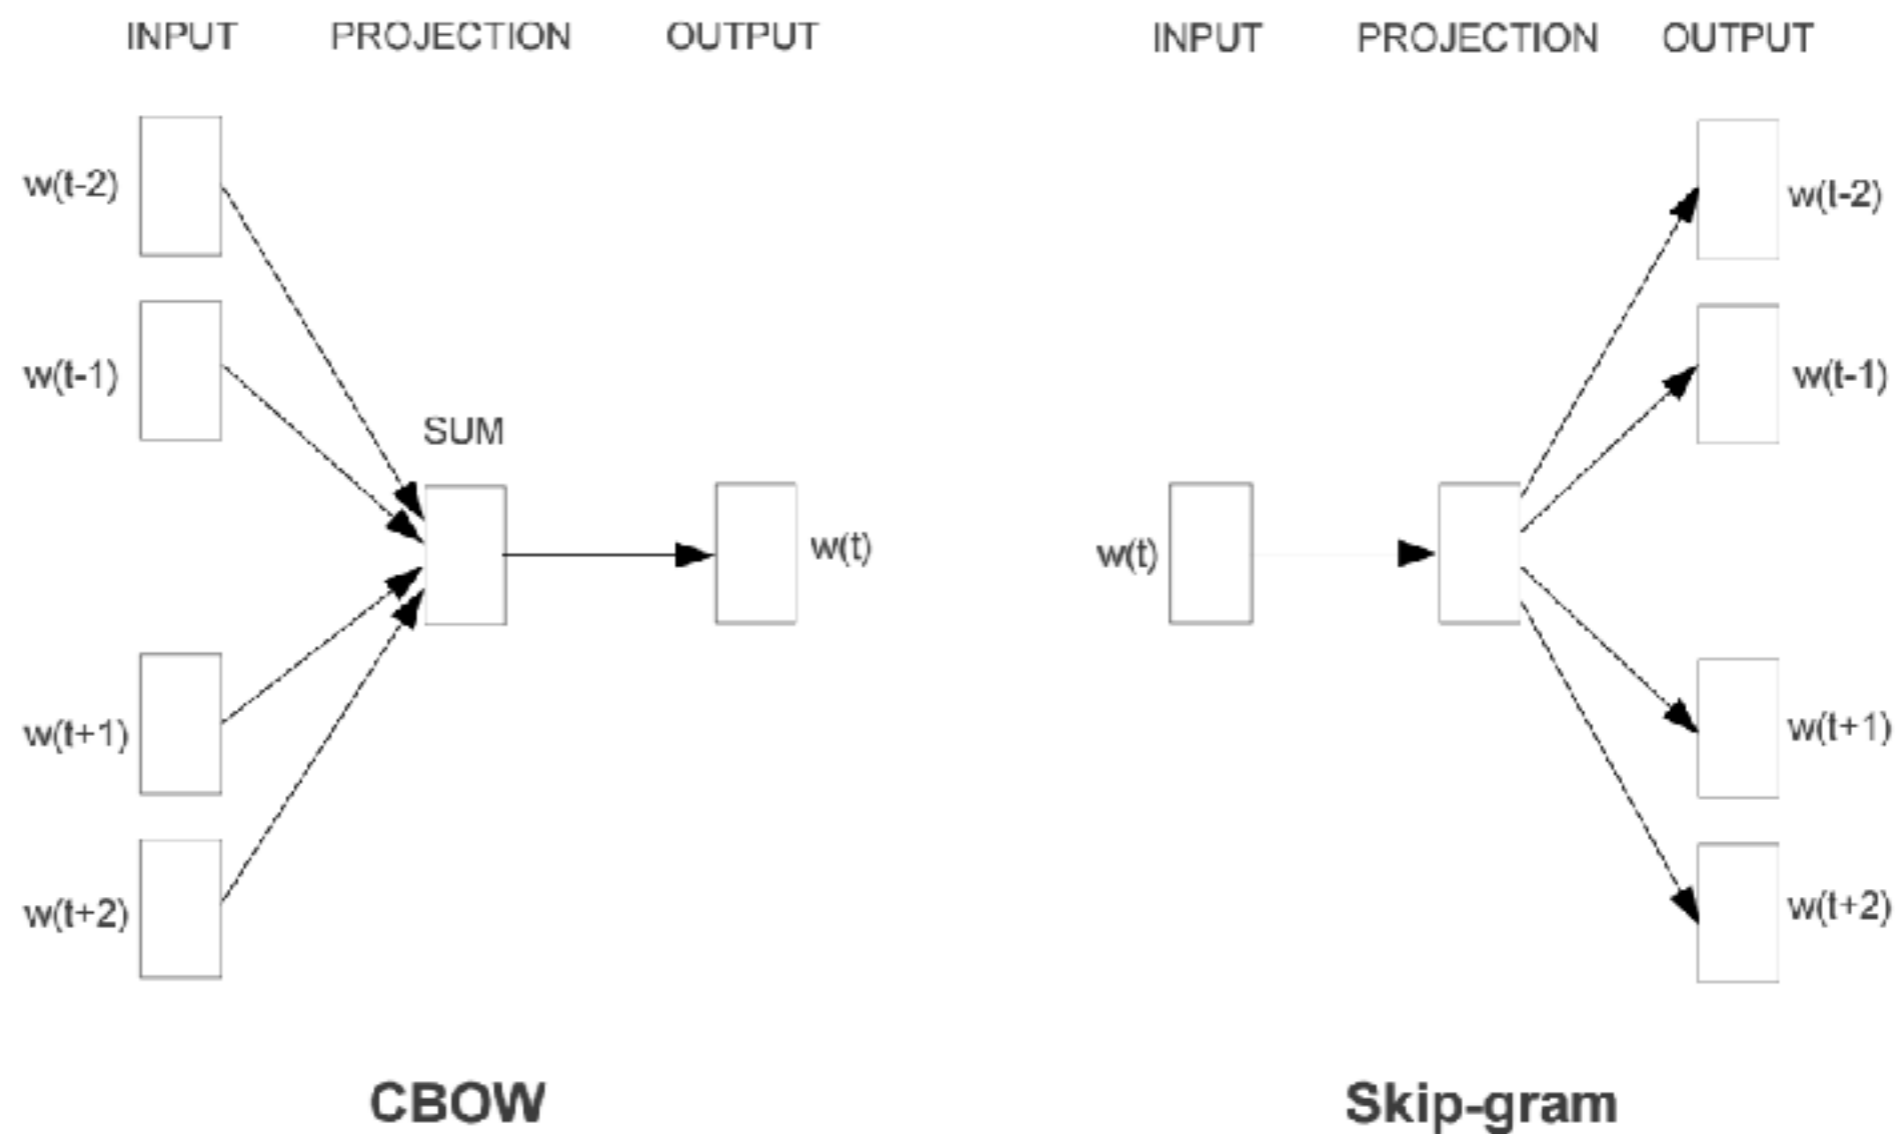 INPUT PROJECTION OUTPUT
w(t-2)
w(t-1)
SUM
w(t)
w(t+1)
w(t+2)
CBOW
INPUT PROJECTION OUTPUT
w(t-2)
w(t-1)
w(t)
w(t+1)
w(t+2)
Skip-gram